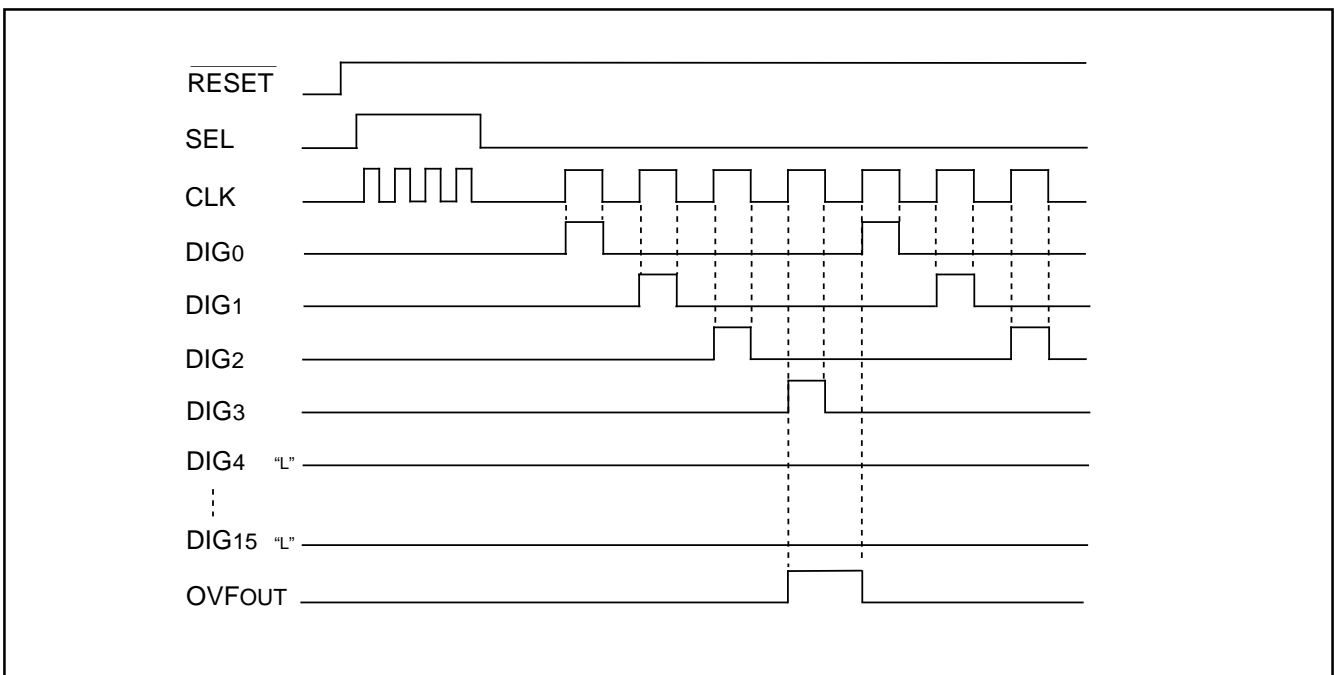 RESET
SEL
CLK
DIG0
DIG1
DIG2
DIG3
DIG4 “L”
DIG15 “L”
OVFOUT